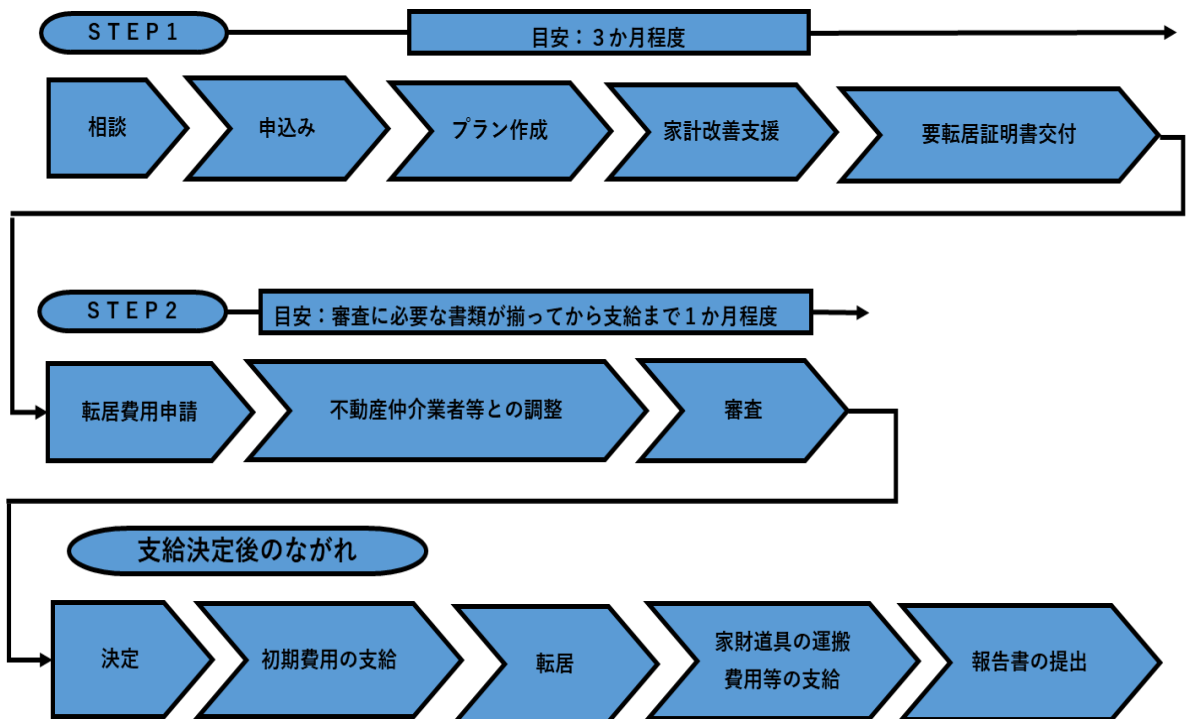 STEP1
目安：３か月程度
相談
申込み
プラン作成
家計改善支援
要転居証明書交付
STEP2
目安：審査に必要な書類が揃ってから支給まで１か月程度
転居費用申請
不動産仲介業者等との調整
審査
支給決定後のながれ
決定
初期費用の支給
転居
家財道具の運搬
費用等の支給
報告書の提出